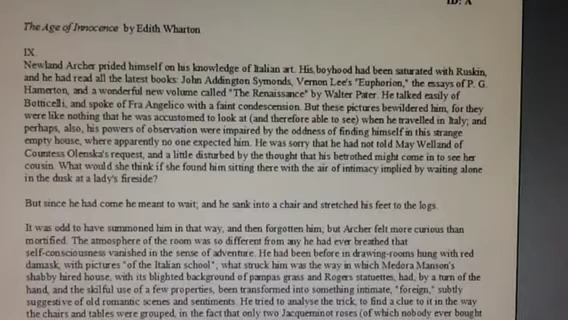 ID: A
The Age of Innocence by Edith Wharton
IX.
Newland Archer prided himself on his knowledge of Italian art. His boyhood had been saturated with Ruskin,
and he had read all the latest books: John Addington Symonds, Vernon Lee's "Euphorion," the essays of P. G.
Hamerton, and a wonderful new volume called "The Renaissance" by Walter Pater. He talked easily of
Botticelli, and spoke of Fra Angelico with a faint condescension. But these pictures bewildered him, for they
were like nothing that he was accustomed to look at (and therefore able to see) when he travelled in Italy; and
perhaps, also, his powers of observation were impaired by the oddness of finding himself in this strange
empty house, where apparently no one expected him. He was sorry that he had not told May Welland of
Countess Olenska's request, and a little disturbed by the thought that his betrothed might come in to see her
cousin. What would she think if she found him sitting there with the air of intimacy implied by waiting alone
in the dusk at a lady's fireside?
But since he had come he meant to wait; and he sank into a chair and stretched his feet to the logs.
It was odd to have summoned him in that way, and then forgotten him; but Archer felt more curious than
mortified. The atmosphere of the room was so different from any he had ever breathed that
self-consciousness vanished in the sense of adventure. He had been before in drawing-rooms hung with red
damask, with pictures "of the Italian school"; what struck him was the way in which Medora Manson's
shabby hired house, with its blighted background of pampas grass and Rogers statuettes, had, by a turn of the
hand, and the skilful use of a few properties, been transformed into something intimate, "foreign," subtly
suggestive of old romantic scenes and sentiments. He tried to analyse the trick, to find a clue to it in the way
the chairs and tables were grouped, in the fact that only two Jacqueminot roses (of which nobody ever bought